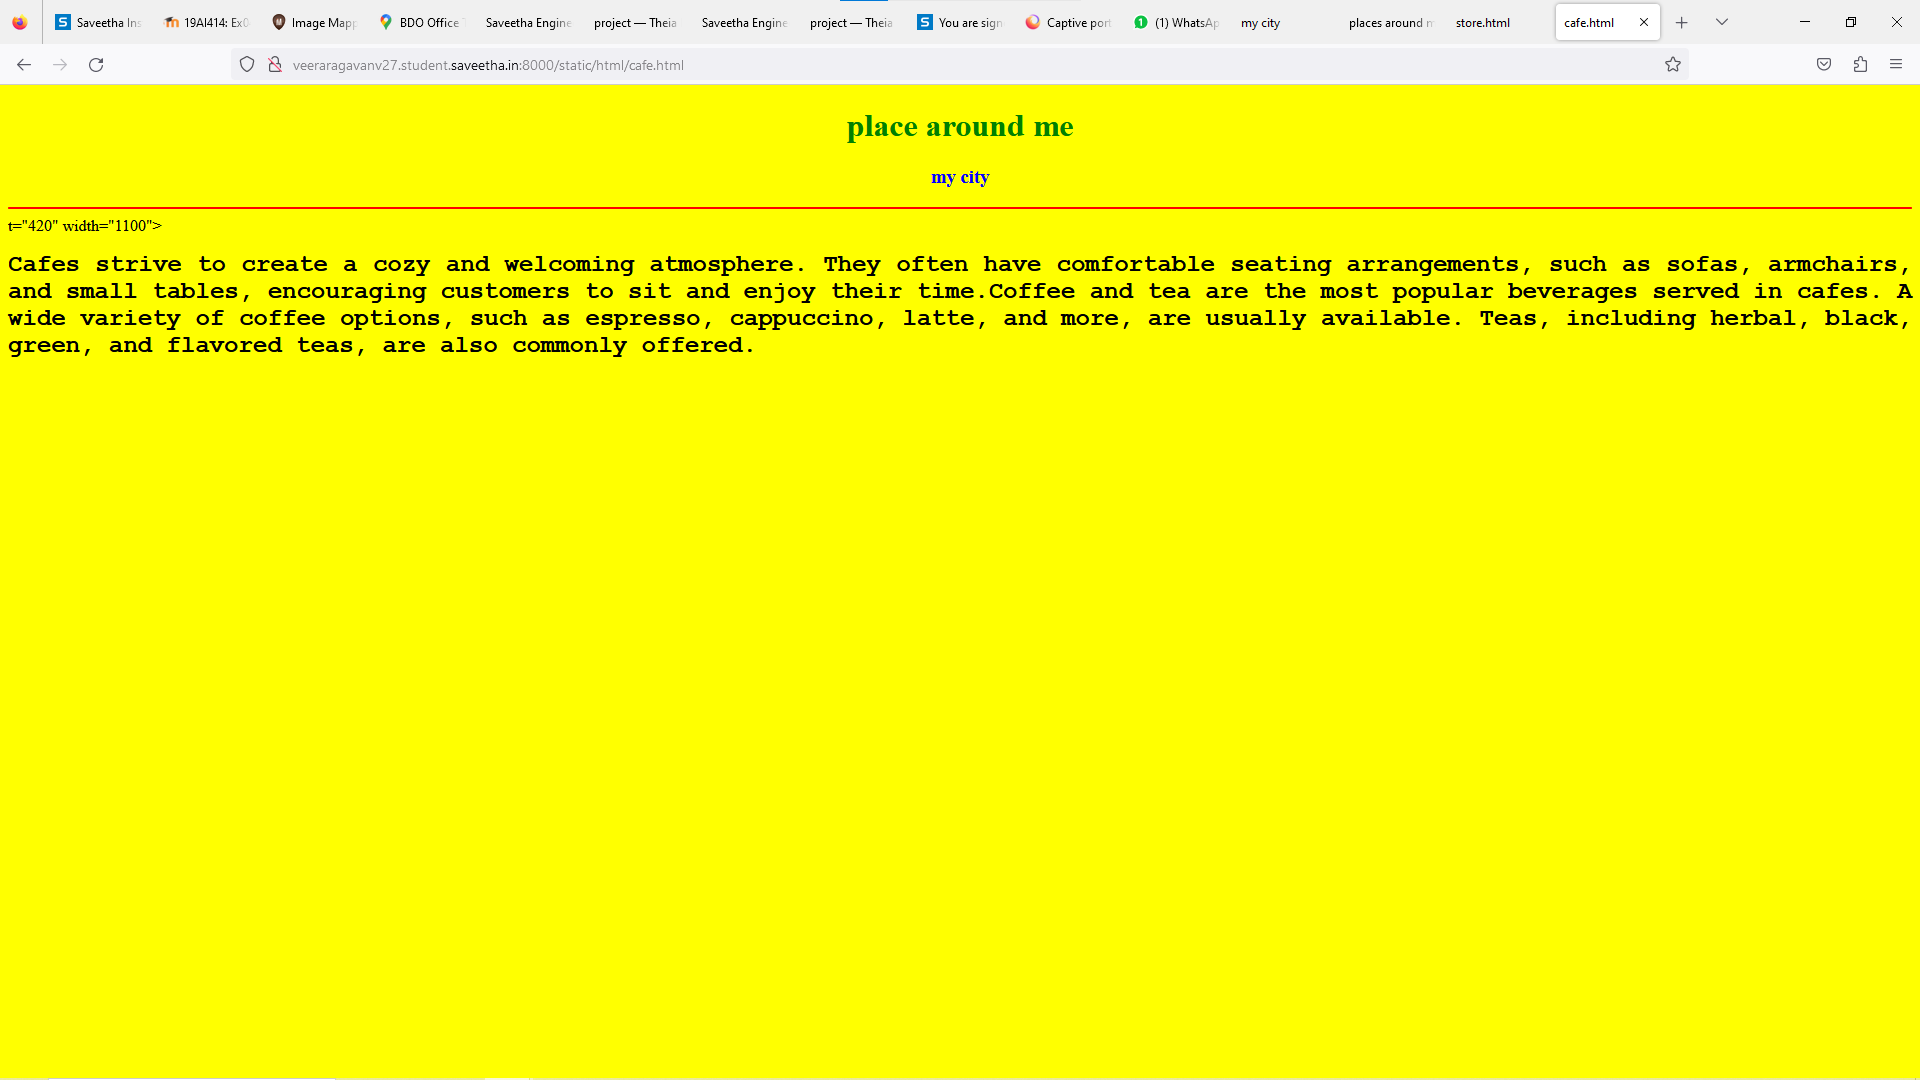 Saveetha Ins
19AI414: Ex0
Image Mapp
BDO Office T
Saveetha Engine
project — Theia
Saveetha Engine
project — Theia
You are sign
Captive port
(1) WhatsAp
my city
places around m
store.html
cafe.html
veeraragavanv27.student.saveetha.in:8000/static/html/cafe.html
place around me
my city
t="420" width="1100">
Cafes strive to create a cozy and welcoming atmosphere. They often have comfortable seating arrangements, such as sofas, armchairs,
and small tables, encouraging customers to sit and enjoy their time.Coffee and tea are the most popular beverages served in cafes. A
wide variety of coffee options, such as espresso, cappuccino, latte, and more, are usually available. Teas, including herbal, black,
green, and flavored teas, are also commonly offered.